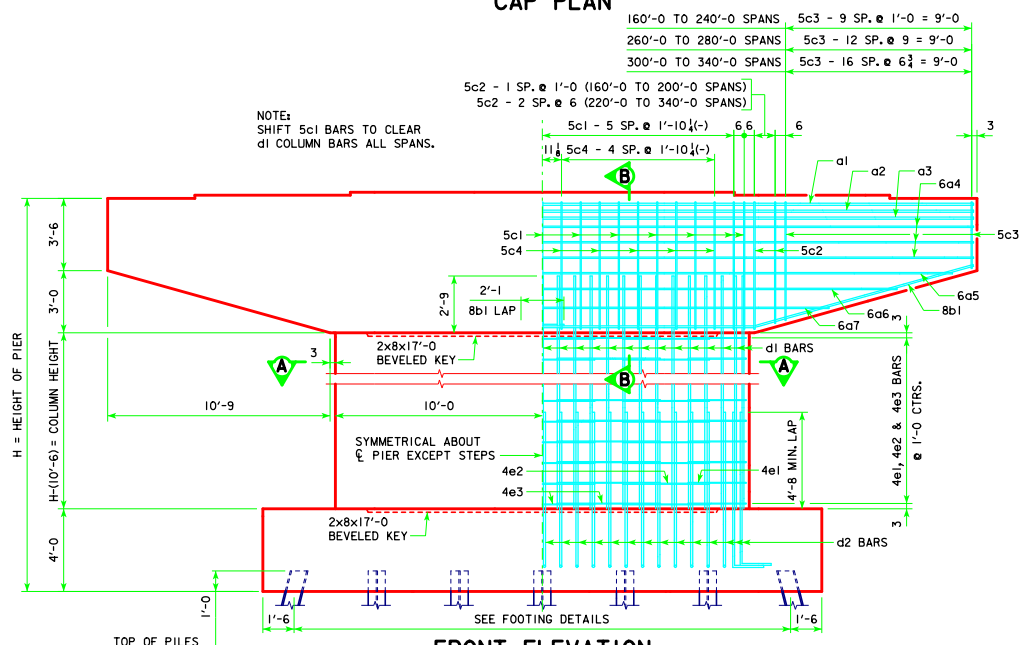 CAP PLAN
160'-0 TO 240'-0 SPANS
5c3 - 9 SP. @ 1'-0 = 9'-0
260'-0 TO 280'-0 SPANS
5c3 - 12 SP. @ 9 = 9'-0
300'-0 TO 340'-0 SPANS
5c3 - 16 SP. @ 6 3/4 = 9'-0
5c2 - 1 SP. @ 1'-0 (160'-0 TO 200'-0 SPANS)
5c2 - 2 SP. @ 6 (220'-0 TO 340'-0 SPANS)
NOTE:
SHIFT 5c1 BARS TO CLEAR
d1 COLUMN BARS ALL SPANS.
5c1 - 5 SP. @ 1'-10 1/4(-)
6 6
6
3
11 1/8
5c4 - 4 SP. @ 1'-10 1/4(-)
B
a1
a2
a3
6a4
5c1
5c3
5c4
5c2
3'-6
3'-0
2'-9
2'-1
8b1 LAP
6a5
8b1
6a6
6a7
3
2x8x17'-0
BEVELED KEY
d1 BARS
3
A
B
A
10'-9
10'-0
H = HEIGHT OF PIER
H-(10'-6) = COLUMN HEIGHT
SYMMETRICAL ABOUT
℄ PIER EXCEPT STEPS
4'-8 MIN. LAP
4e1, 4e2 & 4e3 BARS
@ 1'-0 CTRS.
4e2
4e1
4e3
3
4'-0
2x8x17'-0
BEVELED KEY
d2 BARS
1'-0
1'-6
SEE FOOTING DETAILS
1'-6
TOP OF PILES
FRONT ELEVATION